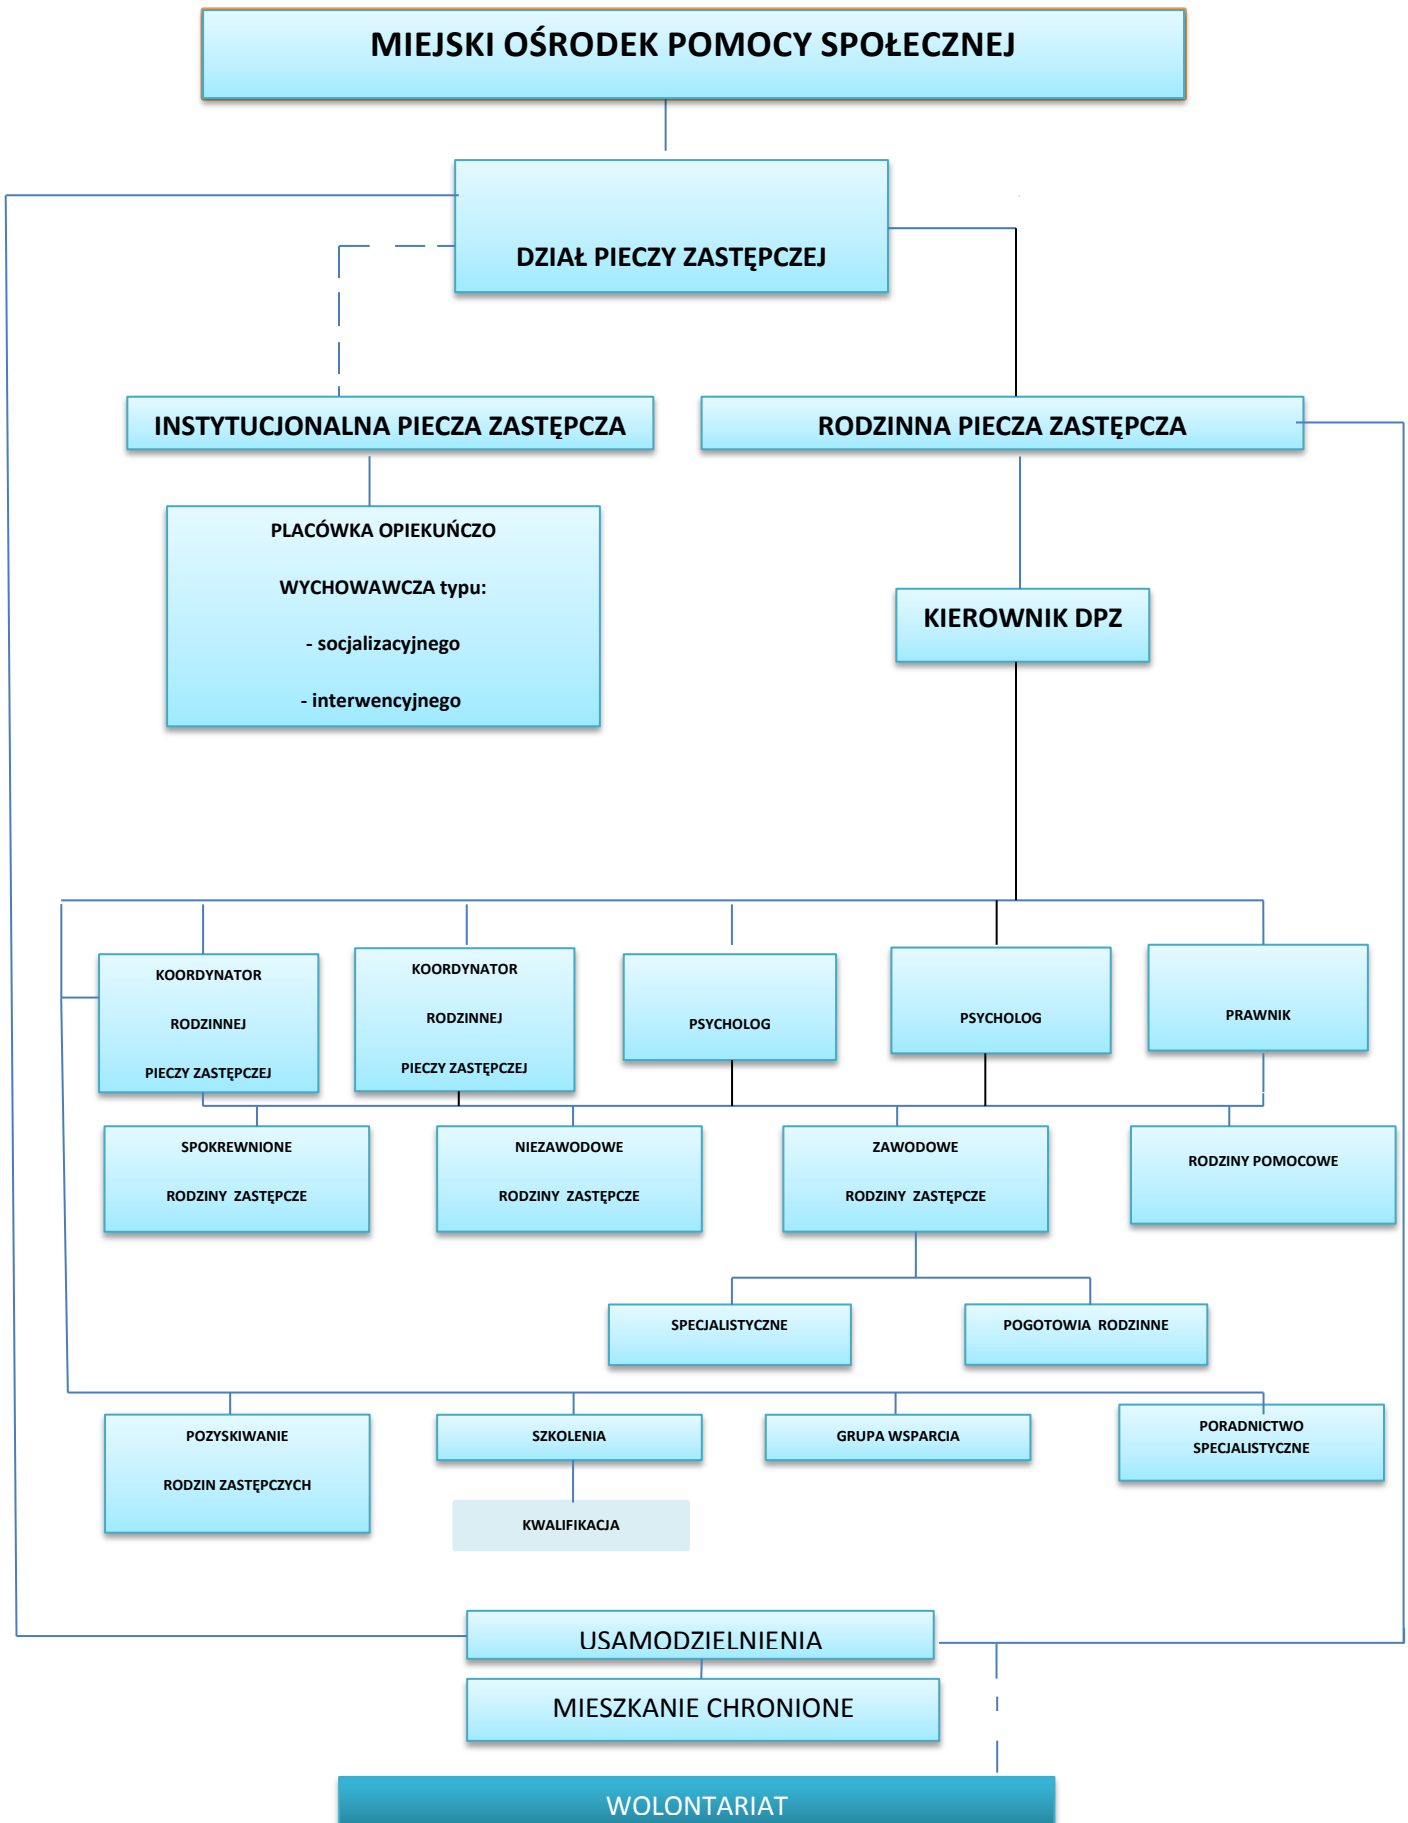 MIEJSKI OŚRODEK POMOCY SPOŁECZNEJ
DZIAŁ PIECZY ZASTĘPCZEJ
INSTYTUCJONALNA PIECZA ZASTĘPCZA
RODZINNA PIECZA ZASTĘPCZA
PLACÓWKA OPIEKUŃCZO
WYCHOWAWCZA typu:
- socjalizacyjnego
- interwencyjnego
KIEROWNIK DPZ
KOORDYNATOR
RODZINNEJ
PIECZY ZASTĘPCZEJ
KOORDYNATOR
RODZINNEJ
PIECZY ZASTĘPCZEJ
PSYCHOLOG
PSYCHOLOG
PRAWNIK
SPOKREWNIONE
RODZINY ZASTĘPCZE
NIEZAWODOWE
RODZINY ZASTĘPCZE
ZAWODOWE
RODZINY ZASTĘPCZE
RODZINY POMOCOWE
SPECJALISTYCZNE
POGOTOWIA RODZINNE
POZYSKIWANIE
RODZIN ZASTĘPCZYCH
SZKOLENIA
KWALIFIKACJA
GRUPA WSPARCIA
PORADNICTWO
SPECJALISTYCZNE
USAMODZIELNIENIA
MIESZKANIE CHRONIONE
WOLONTARIAT